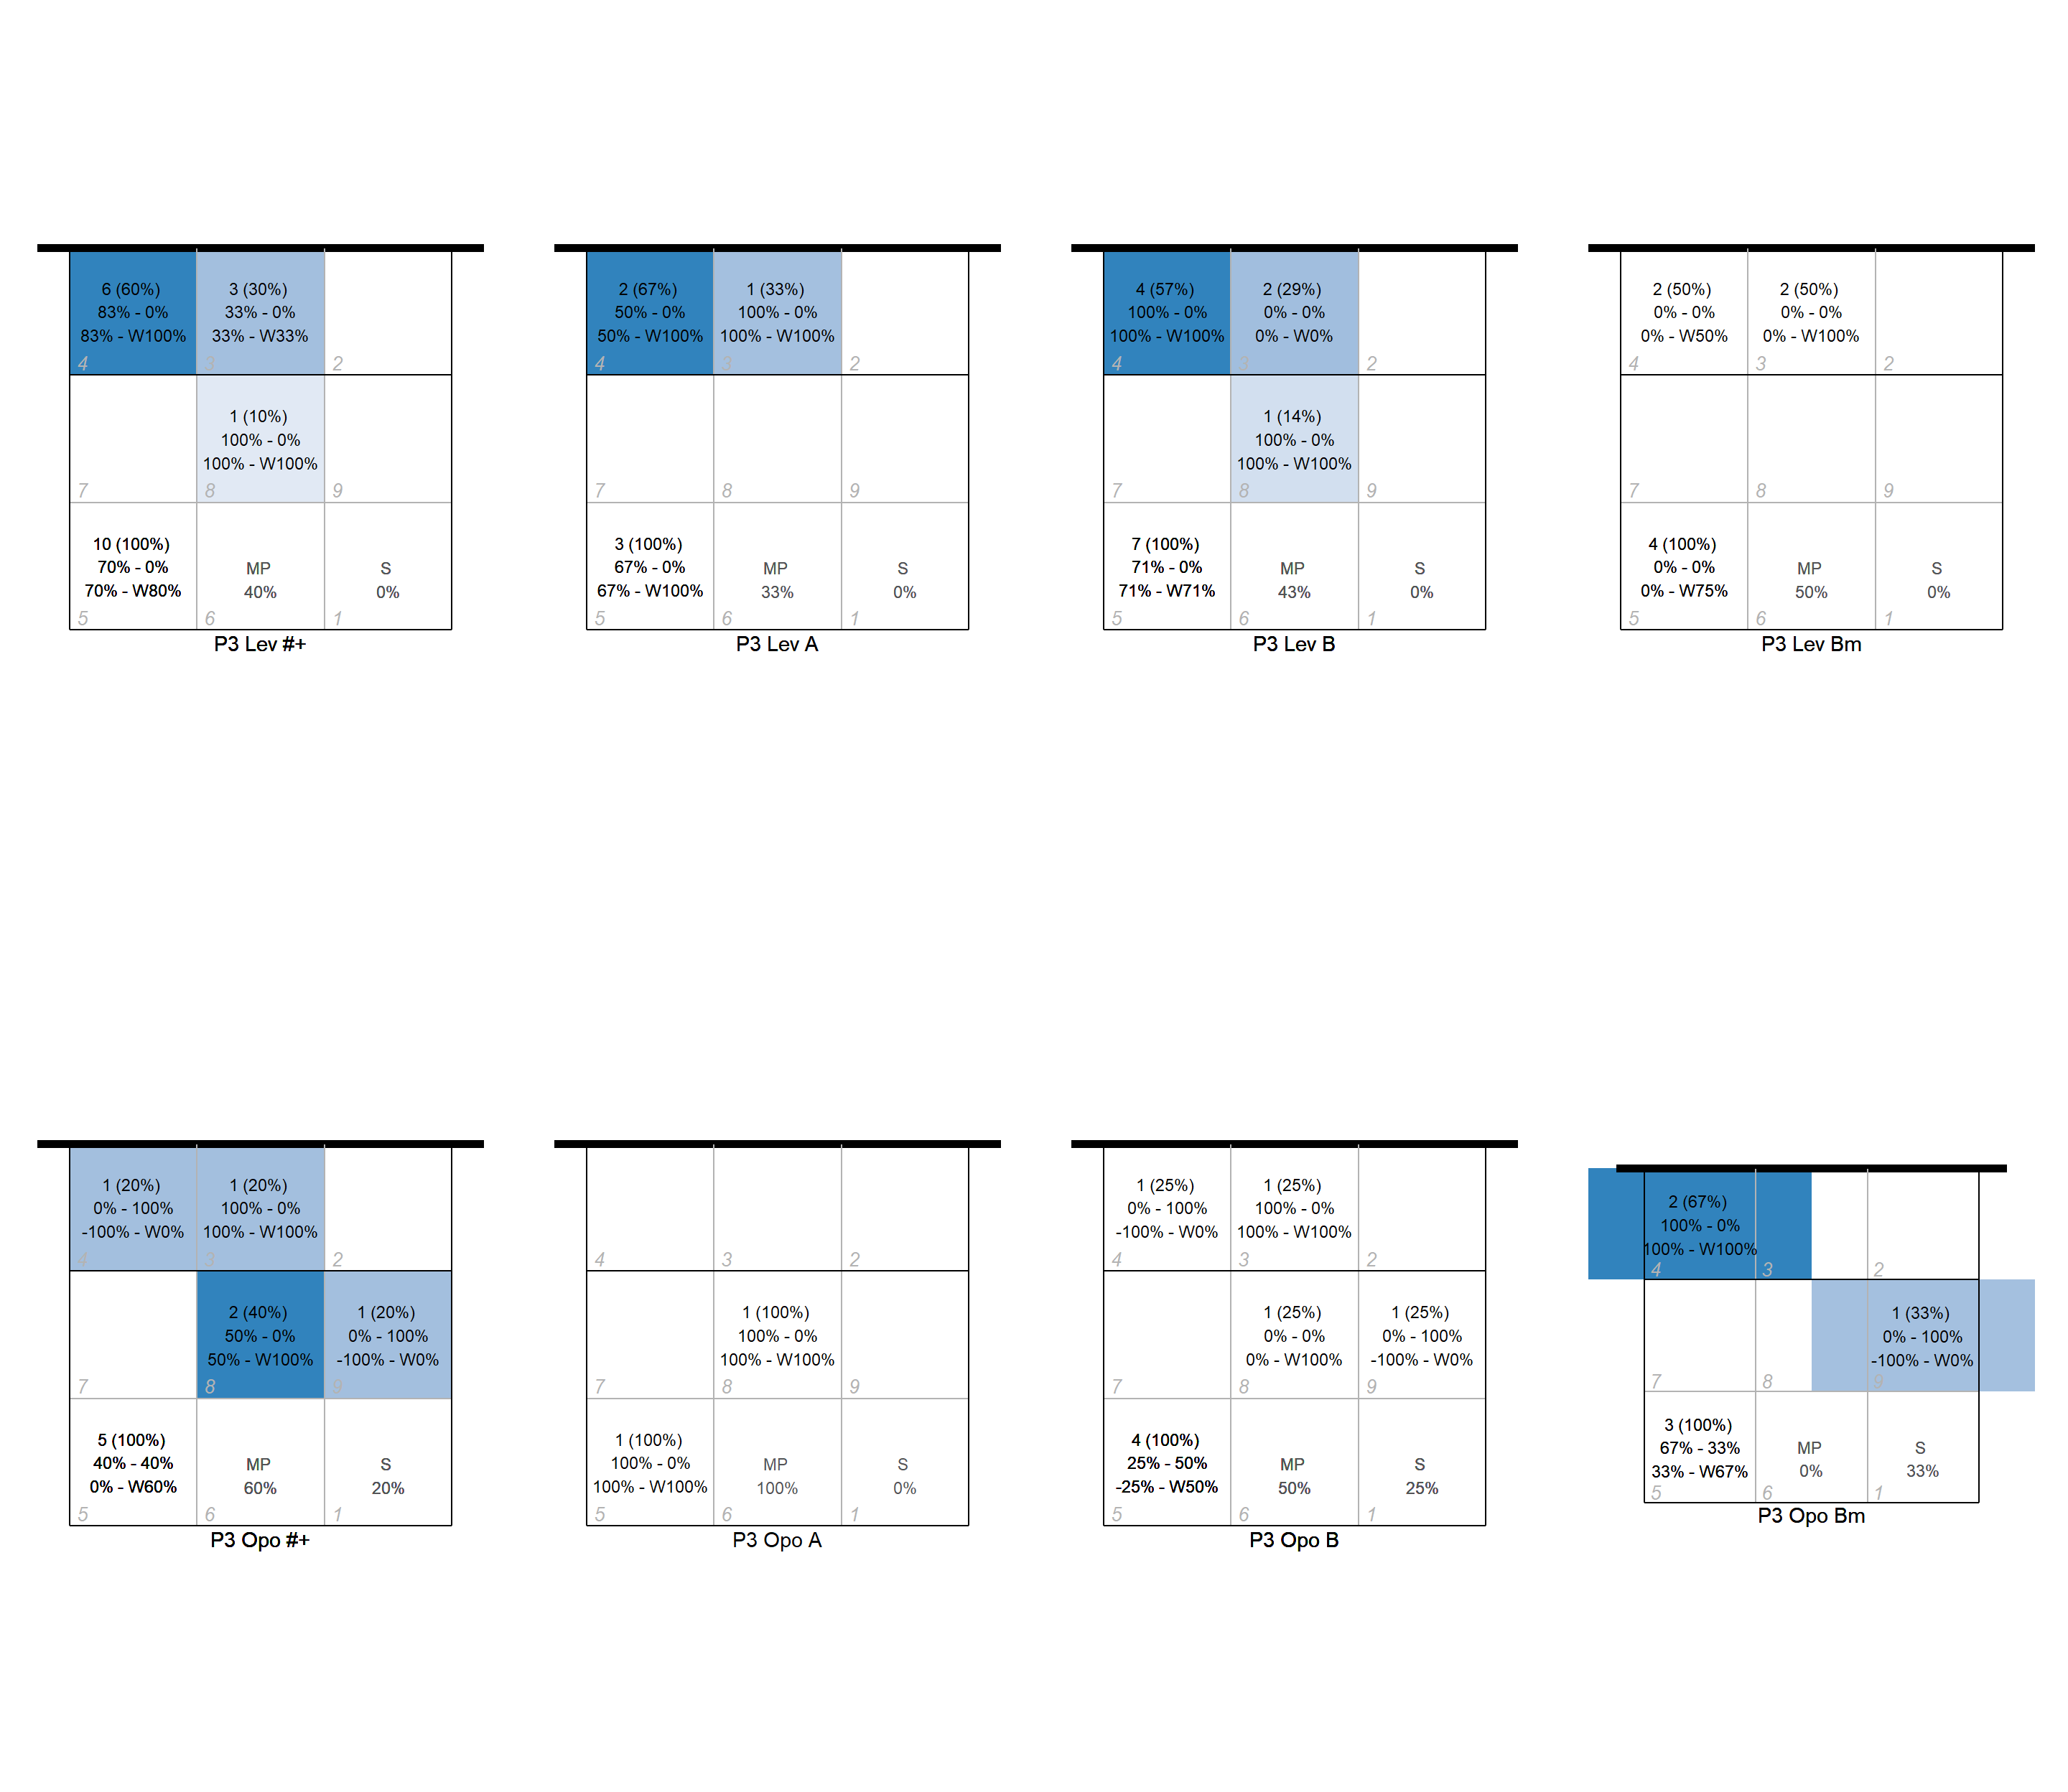 6 (60%)
83% - 0%
83% - W100%
4
3 (30%)
33% - 0%
33% - W33%
3
2
7
1 (10%)
100% - 0%
100% - W100%
8
9
10 (100%)
70% - 0%
70% - W80%
5
MP
40%
6
S
0%
1
P3 Lev #+
2 (67%)
50% - 0%
50% - W100%
4
1 (33%)
100% - 0%
100% - W100%
3
2
7
8
9
3 (100%)
67% - 0%
67% - W100%
5
MP
33%
6
S
0%
1
P3 Lev A
4 (57%)
100% - 0%
100% - W100%
4
2 (29%)
0% - 0%
0% - W0%
3
2
7
1 (14%)
100% - 0%
100% - W100%
8
9
7 (100%)
71% - 0%
71% - W71%
5
MP
43%
6
S
0%
1
P3 Lev B
2 (50%)
0% - 0%
0% - W50%
4
2 (50%)
0% - 0%
0% - W100%
3
2
7
8
9
4 (100%)
0% - 0%
0% - W75%
5
MP
50%
6
S
0%
1
P3 Lev Bm
1 (20%)
0% - 100%
-100% - W0%
4
1 (20%)
100% - 0%
100% - W100%
3
2
7
2 (40%)
50% - 0%
50% - W100%
8
1 (20%)
0% - 100%
-100% - W0%
9
5 (100%)
40% - 40%
0% - W60%
5
MP
60%
6
S
20%
1
P3 Opo #+
4
3
2
7
1 (100%)
100% - 0%
100% - W100%
8
9
1 (100%)
100% - 0%
100% - W100%
5
MP
100%
6
S
0%
1
P3 Opo A
1 (25%)
0% - 100%
-100% - W0%
4
1 (25%)
100% - 0%
100% - W100%
3
2
7
1 (25%)
0% - 0%
0% - W100%
8
1 (25%)
0% - 100%
-100% - W0%
9
4 (100%)
25% - 50%
-25% - W50%
5
MP
50%
6
S
25%
1
P3 Opo B
2 (67%)
100% - 0%
100% - W100%
4
3
2
7
8
1 (33%)
0% - 100%
-100% - W0%
9
3 (100%)
67% - 33%
33% - W67%
5
MP
0%
6
S
33%
1
P3 Opo Bm